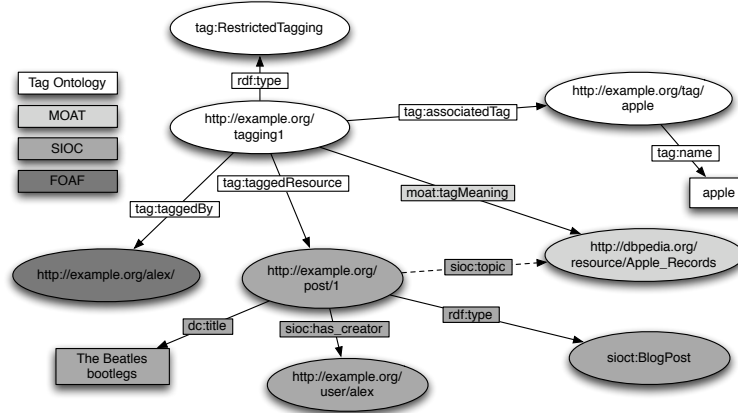 tag:RestrictedTagging
rdf:type
Tag Ontology
MOAT
SIOC
FOAF
http://example.org/
tagging1
tag:associatedTag
http://example.org/tag/
apple
tag:name
apple
tag:taggedBy
tag:taggedResource
moat:tagMeaning
http://example.org/alex/
http://example.org/
post/1
sioc:topic
http://dbpedia.org/
resource/Apple_Records
dc:title
sioc:has_creator
rdf:type
The Beatles
bootlegs
http://example.org/
user/alex
sioct:BlogPost